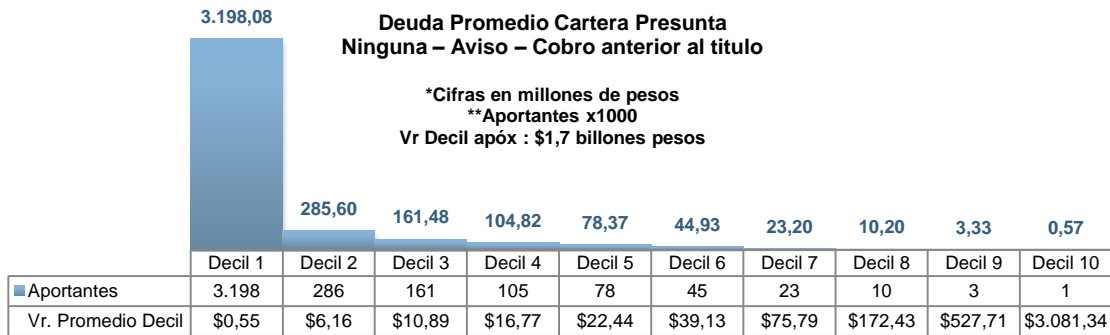 Deuda Promedio Cartera Presunta
Ninguna – Aviso – Cobro anterior al titulo
*Cifras en millones de pesos
**Aportantes x1000
Vr Decil apóx : $1,7 billones pesos
3.198,08 285,60 161,48 104,82 78,37 44,93 23,20 10,20 3,33 0,57
Decil 1 Decil 2 Decil 3 Decil 4 Decil 5 Decil 6 Decil 7 Decil 8 Decil 9 Decil 10
Aportantes 3.198 286 161 105 78 45 23 10 3 1
Vr. Promedio Decil $0,55 $6,16 $10,89 $16,77 $22,44 $39,13 $75,79 $172,43 $527,71 $3.081,34